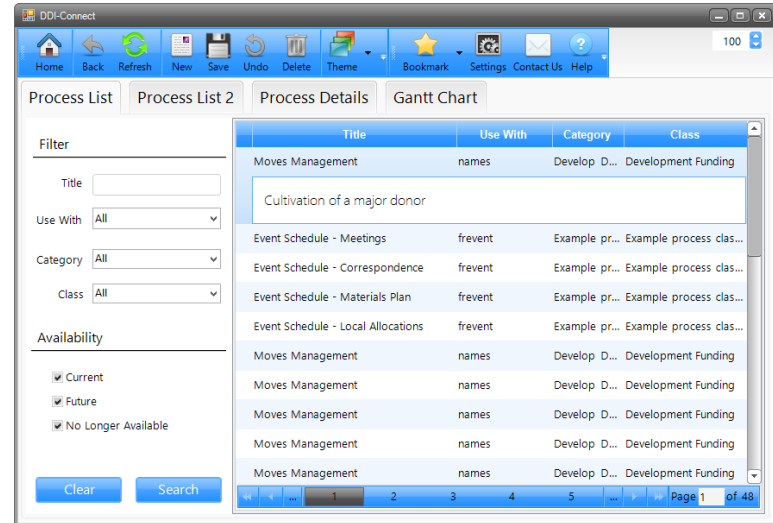 DDI-Connect
100
Home Back Refresh New Save Undo Delete Theme Bookmark Settings Contact Us Help
Process List Process List 2 Process Details Gantt Chart
Filter
Title
Use With All
Category All
Class All
Availability
Current
Future
No Longer Available
Clear Search
Title Use With Category Class
Moves Management names Develop D... Development Funding
Cultivation of a major donor
Event Schedule - Meetings frevent Example pr... Example process clas...
Event Schedule - Correspondence frevent Example pr... Example process clas...
Event Schedule - Materials Plan frevent Example pr... Example process clas...
Event Schedule - Local Allocations frevent Example pr... Example process clas...
Moves Management names Develop D... Development Funding
Moves Management names Develop D... Development Funding
Moves Management names Develop D... Development Funding
Moves Management names Develop D... Development Funding
Moves Management names Develop D... Development Funding
... 1 2 3 4 5 ... Page 1 of 48